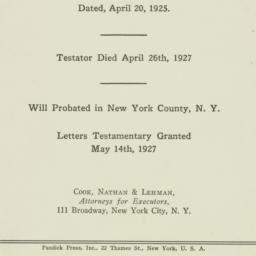 Dated, April 20, 1925.
Testator Died April 26th, 1927
Will Probated in New York County, N. Y.
Letters Testamentary Granted
May 14th, 1927
Cook, Nathan & Lehman,
Attorneys for Executors,
111 Broadway, New York City, N. Y.
Pandick Press, Inc., 22 Thames St., New York, U. S. A.